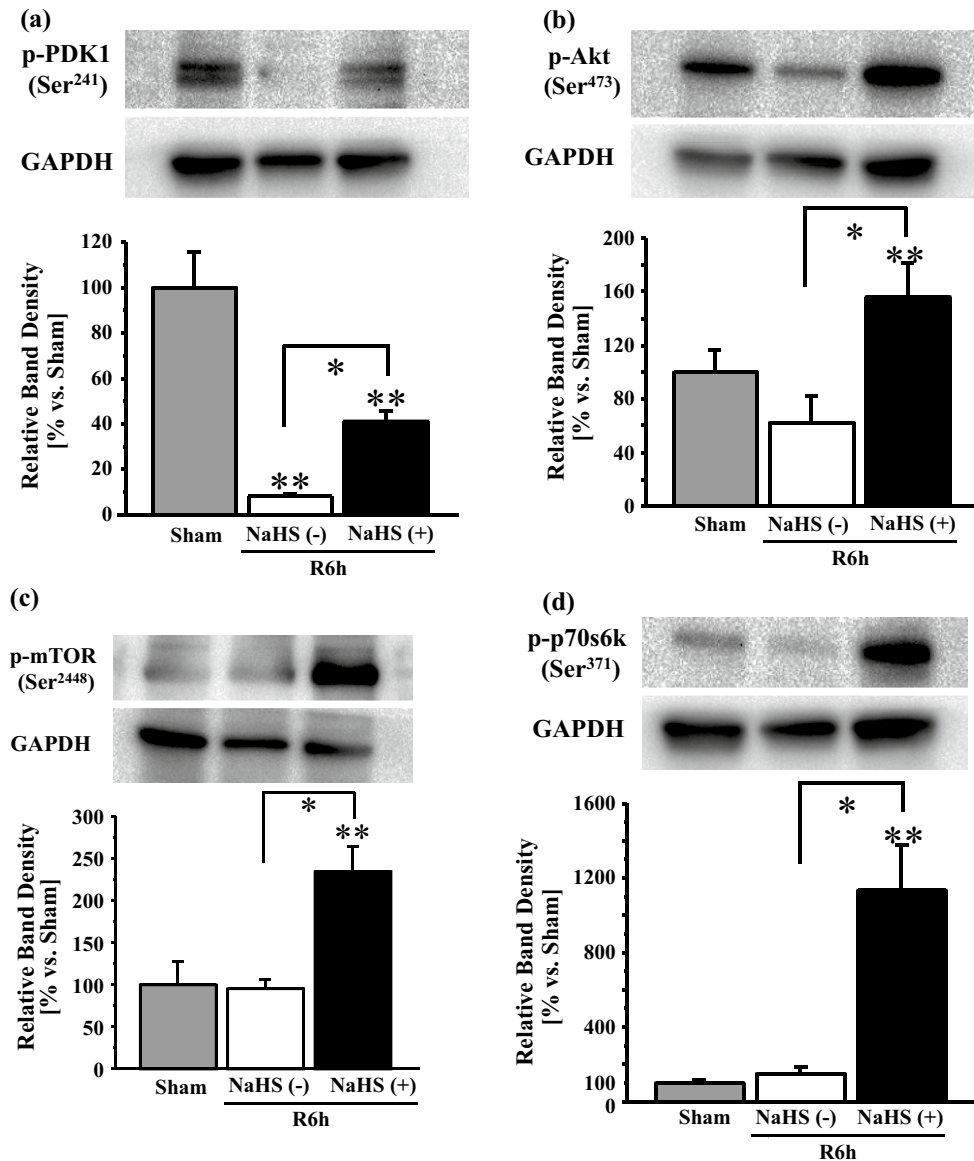 (a)
p-PDK1
(Ser²⁴¹)
GAPDH
Relative Band Density
[% vs. Sham]
120
100
80
60
40
20
0
*
**
**
Sham
NaHS (-)
NaHS (+)
R6h
(b)
p-Akt
(Ser⁴⁷³)
GAPDH
Relative Band Density
[% vs. Sham]
200
160
120
80
40
0
*
**
Sham
NaHS (-)
NaHS (+)
R6h
(c)
p-mTOR
(Ser²⁴⁴⁸)
GAPDH
Relative Band Density
[% vs. Sham]
300
250
200
150
100
50
0
*
**
Sham
NaHS (-)
NaHS (+)
R6h
(d)
p-p70s6k
(Ser³⁷¹)
GAPDH
Relative Band Density
[% vs. Sham]
1600
1200
800
400
100
0
*
**
Sham
NaHS (-)
NaHS (+)
R6h